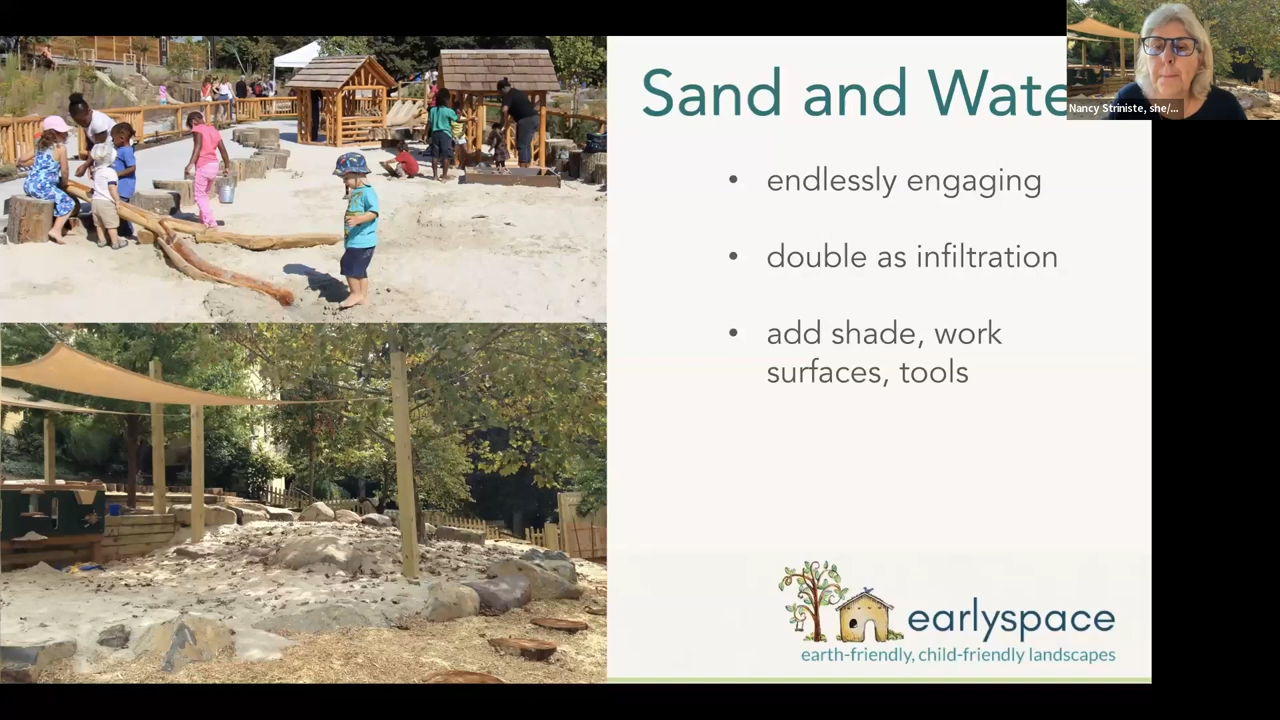 Sand and Wate
Nancy Striniste, she/...
• endlessly engaging
• double as infiltration
• add shade, work
surfaces, tools
earlyspace
earth-friendly, child-friendly landscapes